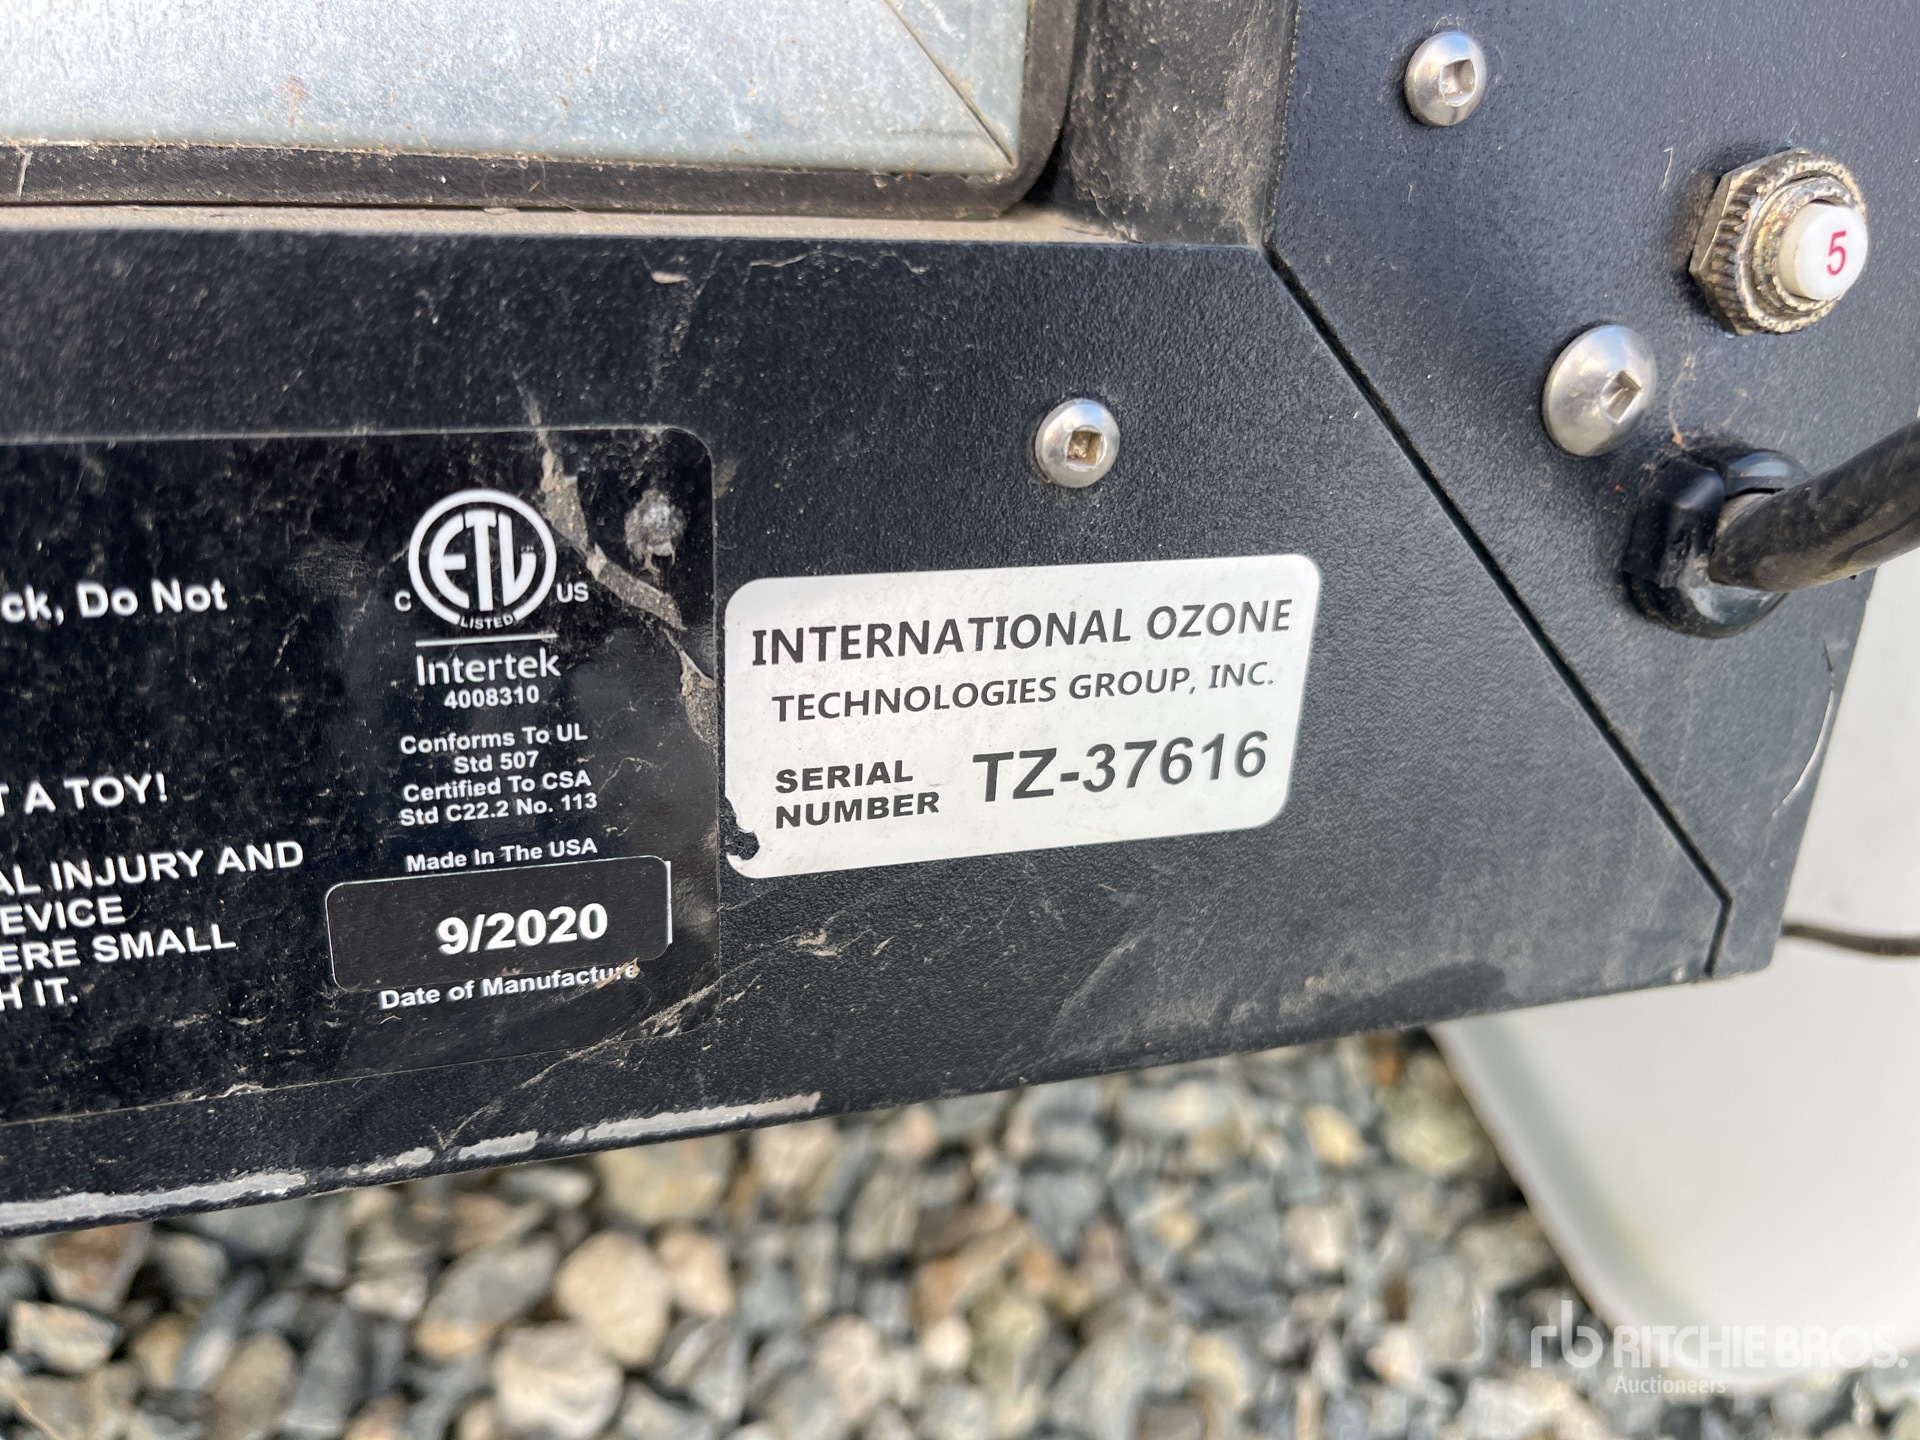 5
ck, Do Not
T A TOY!
AL INJURY AND
EVICE
ERE SMALL
H IT.
ETL
C US
LISTED
Intertek
4008310
Conforms To UL
Std 507
Certified To CSA
Std C22.2 No. 113
Made In The USA
9/2020
Date of Manufacture
INTERNATIONAL OZONE
TECHNOLOGIES GROUP, INC.
SERIAL
NUMBER TZ-37616
rb RITCHIE BROS.
Auctioneers